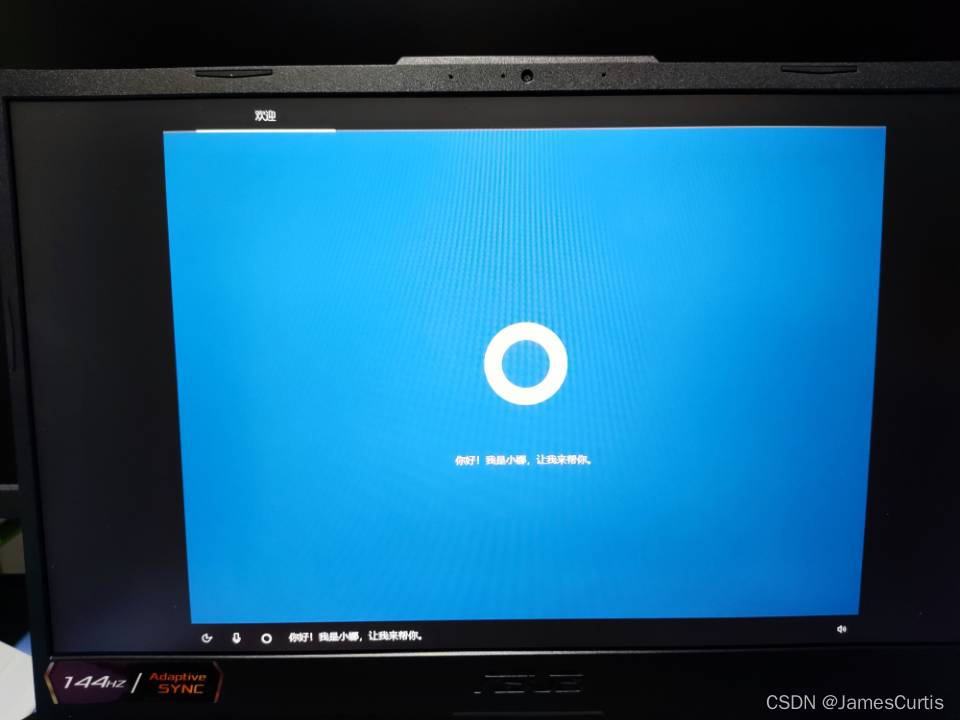 欢迎
你好！我是小娜，让我来帮你。
你好！我是小娜，让我来帮你。
144HZ / Adaptive
SYNC
ASUS
CSDN @JamesCurtis